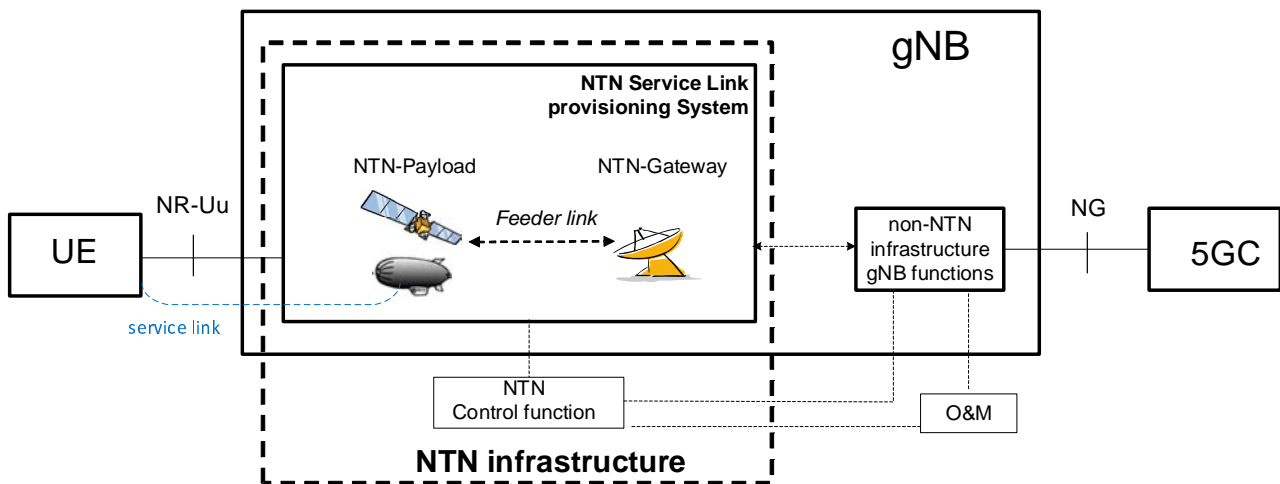 gNB
NTN Service Link
provisioning System
NTN-Payload
NTN-Gateway
NR-Uu
Feeder link
NG
UE
non-NTN
infrastructure
gNB functions
5GC
service link
NTN
Control function
O&M
NTN infrastructure